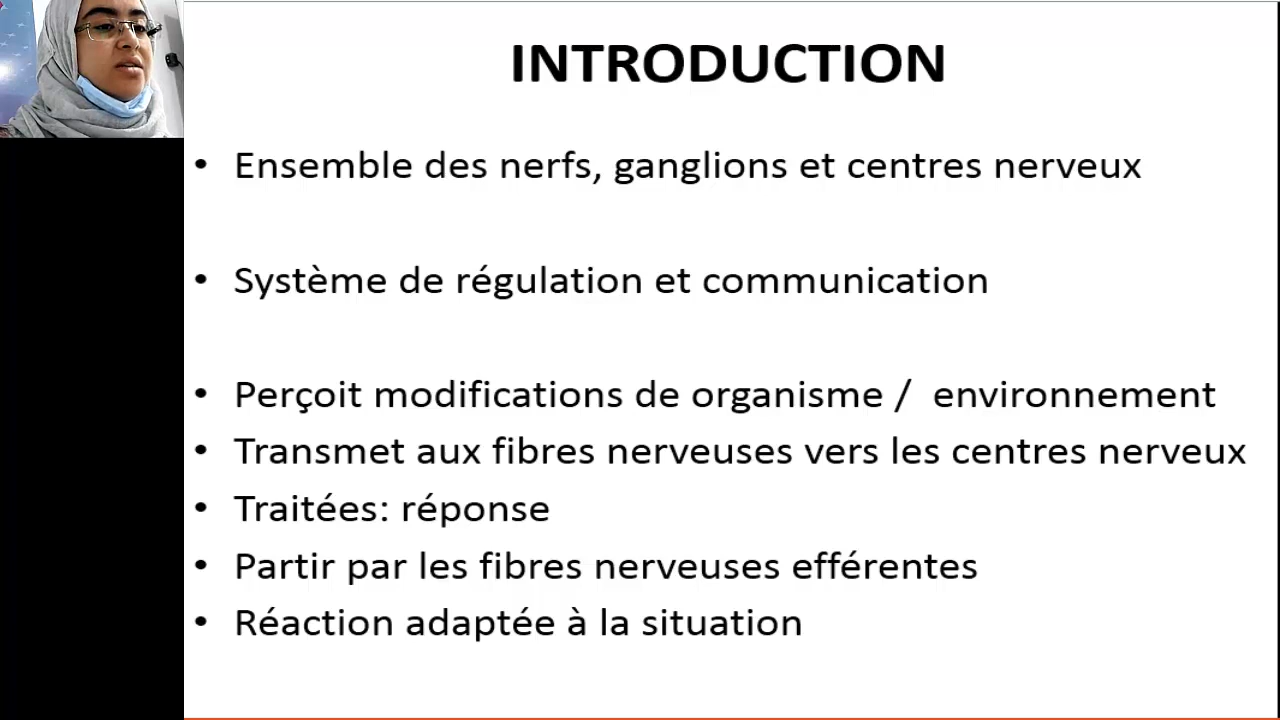 INTRODUCTION
• Ensemble des nerfs, ganglions et centres nerveux
• Système de régulation et communication
• Perçoit modifications de organisme / environnement
• Transmet aux fibres nerveuses vers les centres nerveux
• Traitées: réponse
• Partir par les fibres nerveuses efférentes
• Réaction adaptée à la situation